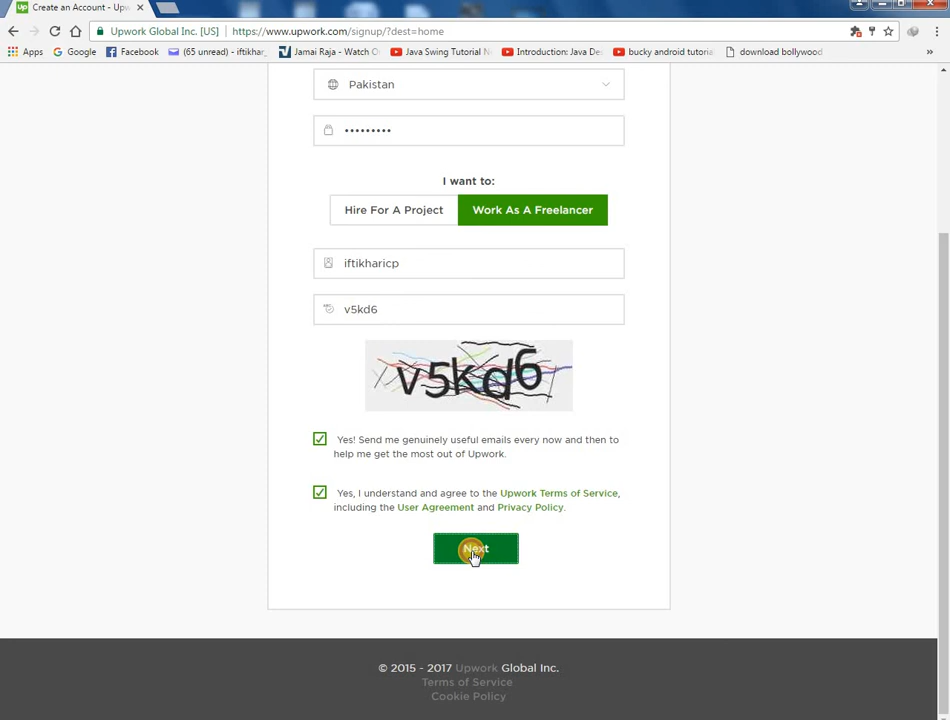 up Create an Account - Upw
Upwork Global Inc. [US] https://www.upwork.com/signup/?dest=home
Apps Google Facebook (65 unread) - iftikhar, Jamai Raja - Watch O Java Swing Tutorial N Introduction: Java De bucky android tutoria download bollywood »
Pakistan
•••••••••
I want to:
Hire For A Project Work As A Freelancer
iftikharicp
v5kd6
v5kd6
Yes! Send me genuinely useful emails every now and then to
help me get the most out of Upwork.
Yes, I understand and agree to the Upwork Terms of Service,
including the User Agreement and Privacy Policy.
Next
© 2015 - 2017 Upwork Global Inc.
Terms of Service
Cookie Policy